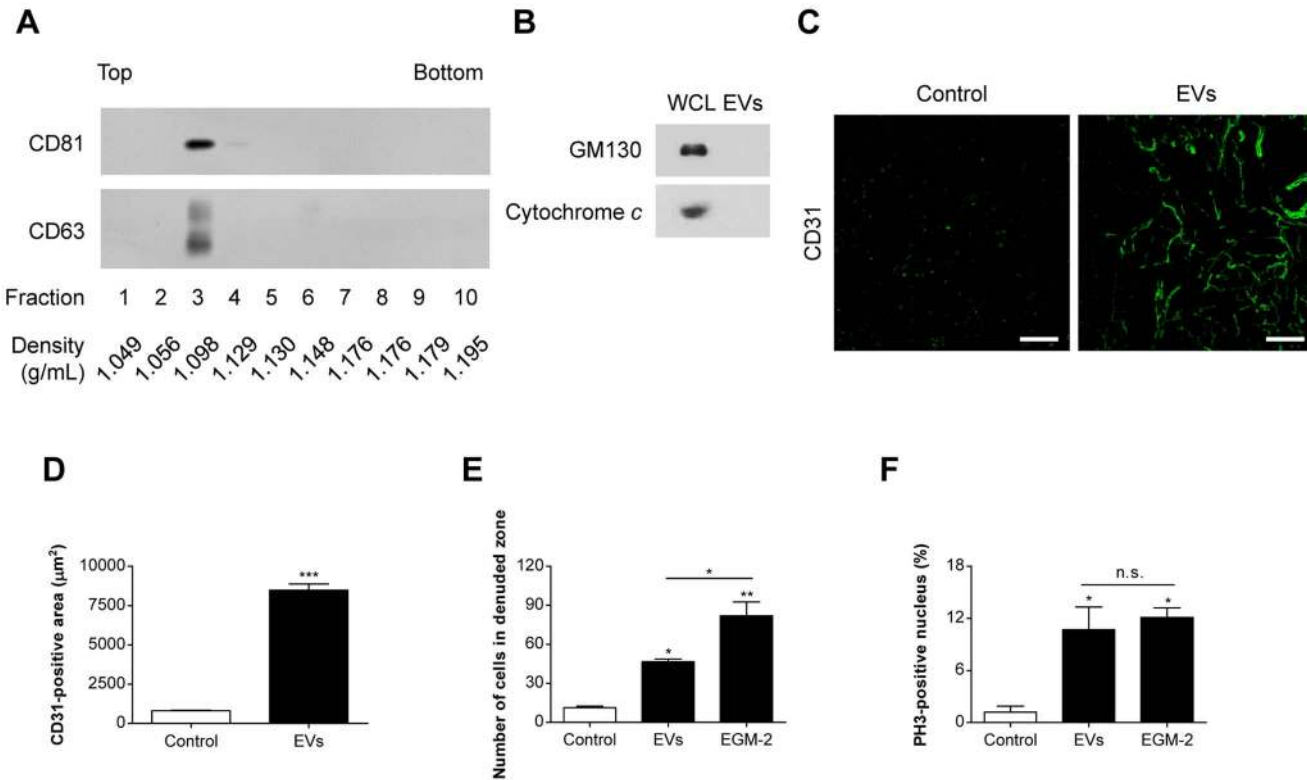 A
Top Bottom
CD81
CD63
Fraction 1 2 3 4 5 6 7 8 9 10
Density
(g/mL)
1.049 1.056 1.098 1.129 1.130 1.148 1.176 1.176 1.179 1.195
B
WCL EVs
GM130
Cytochrome c
C
Control EVs
CD31
D
CD31-positive area (μm²)
10000
7500
5000
2500
0
***
Control EVs
E
Number of cells in denuded zone
120
90
60
30
0
*
*
**
Control EVs EGM-2
F
PH3-positive nucleus (%)
18
12
6
0
n.s.
* *
Control EVs EGM-2